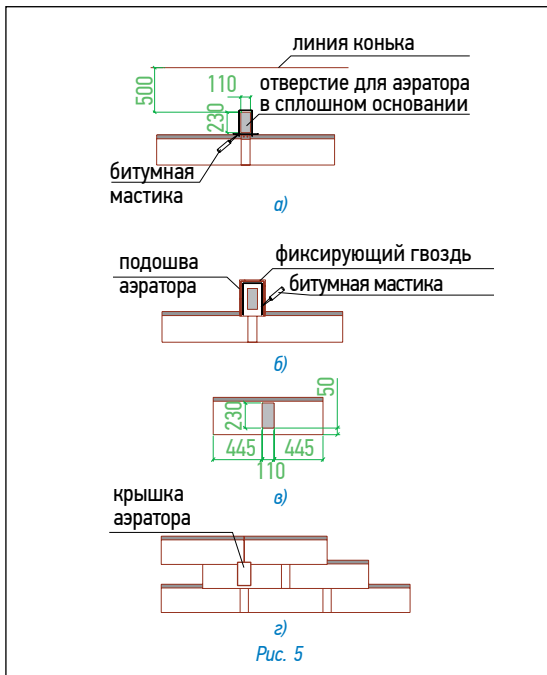 линия конька
110
отверстие для аэратора
в сплошном основании
500
230
битумная
мастика
а)
подошва
аэратора
фиксирующий гвоздь
битумная мастика
б)
230
50
445
445
110
в)
крышка
аэратора
г)
Рис. 5